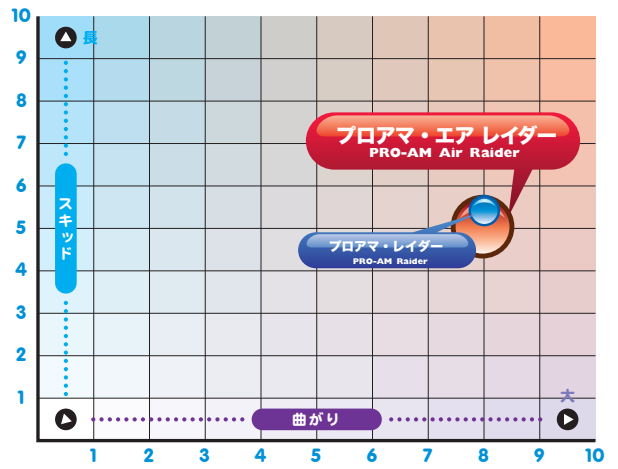 10
長
9
8
7
プロアマ・エア レイダー
PRO-AM Air Raider
6
スキッド
5
プロアマ・レイダー
PRO-AM Raider
4
3
2
1
大
曲がり
1 2 3 4 5 6 7 8 9 10